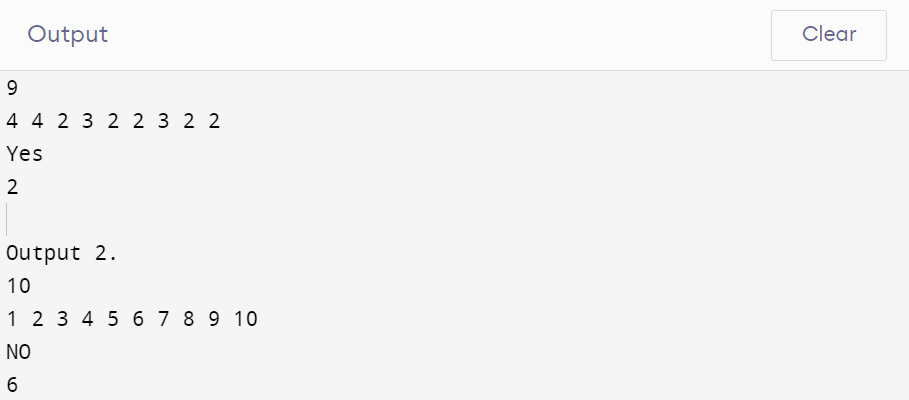 Output
Clear
9
4 4 2 3 2 2 3 2 2
Yes
2
Output 2.
10
1 2 3 4 5 6 7 8 9 10
NO
6